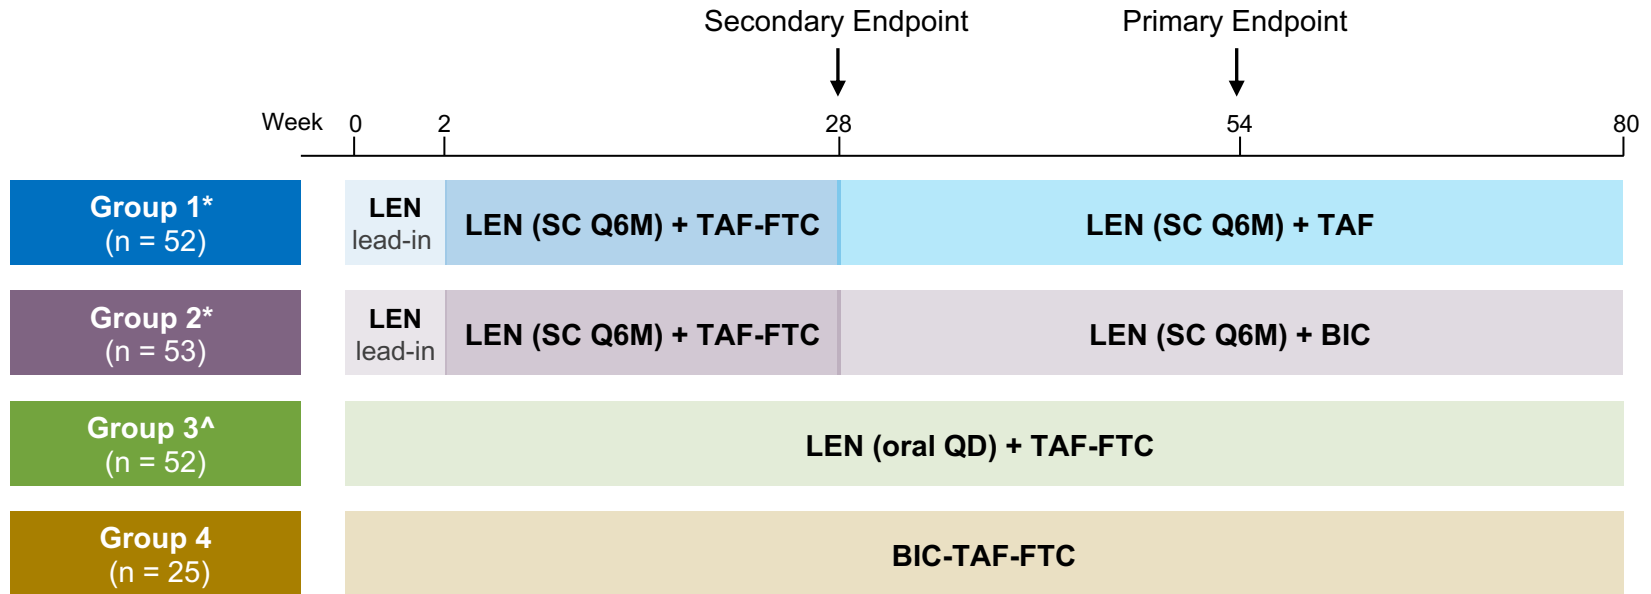 Secondary Endpoint
Primary Endpoint
Week 0 2 28 54 80
Group 1*
(n = 52)
LEN
lead-in
LEN (SC Q6M) + TAF-FTC
LEN (SC Q6M) + TAF
Group 2*
(n = 53)
LEN
lead-in
LEN (SC Q6M) + TAF-FTC
LEN (SC Q6M) + BIC
Group 3^
(n = 52)
LEN (oral QD) + TAF-FTC
Group 4
(n = 25)
BIC-TAF-FTC